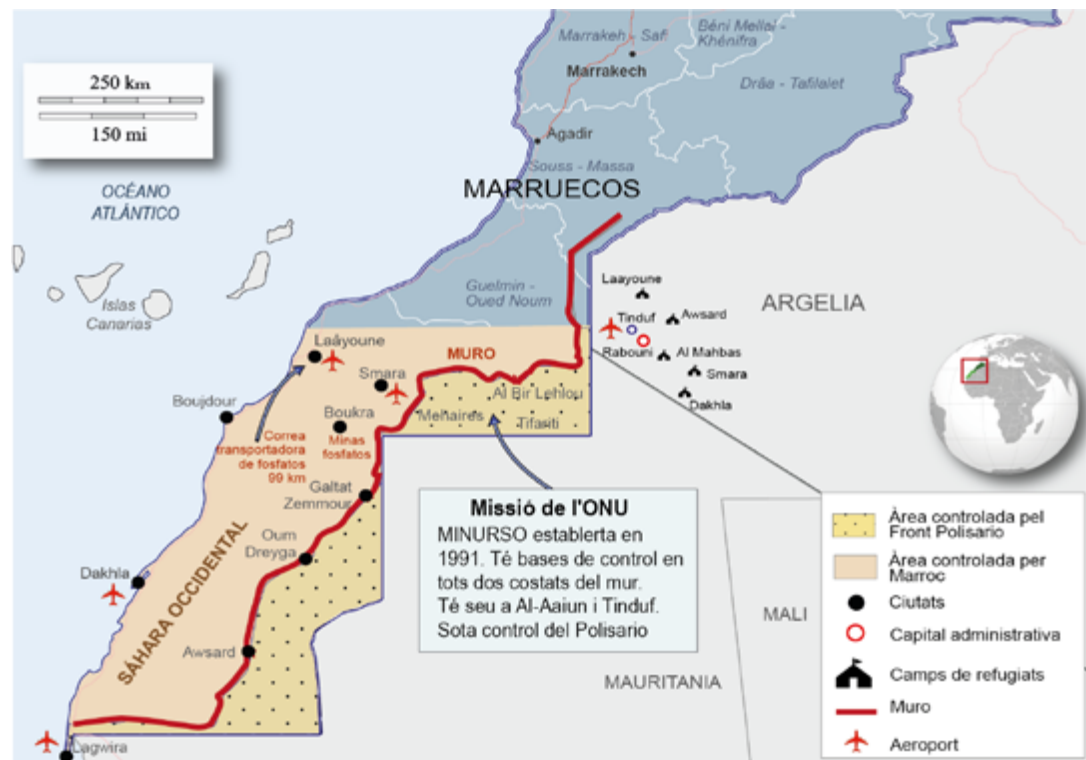 250 km
150 mi
OCÉANO
ATLÁNTICO
Islas
Canarias
Marrakeh - Safi
Béni Mellal -
Khénifra
Marrakech
Drâa - Tafilalet
Agadir
Souss - Massa
MARRUECOS
Guelmin -
Oued Noum
Laayoune
Tinduf
Awsard
Rabouni
Al Mahbas
Smara
Dakhla
ARGELIA
Laâyoune
MURO
Smara
Al Bir Lehlou
Boujdour
Boukra
Mehaires
Tifariti
Correa
transportadora
de fosfatos
99 km
Minas
fosfatos
Galtat
Zemmour
Oum
Dreyga
Dakhla
SÁHARA OCCIDENTAL
Awsard
Lagwira
Missió de l'ONU
MINURSO establerta en
1991. Té bases de control en
tots dos costats del mur.
Té seu a Al-Aaiun i Tinduf.
Sota control del Polisario
MALI
MAURITANIA
Àrea controlada pel
Front Polisario
Àrea controlada per
Marroc
Ciutats
Capital administrativa
Camps de refugiats
Muro
Aeroport